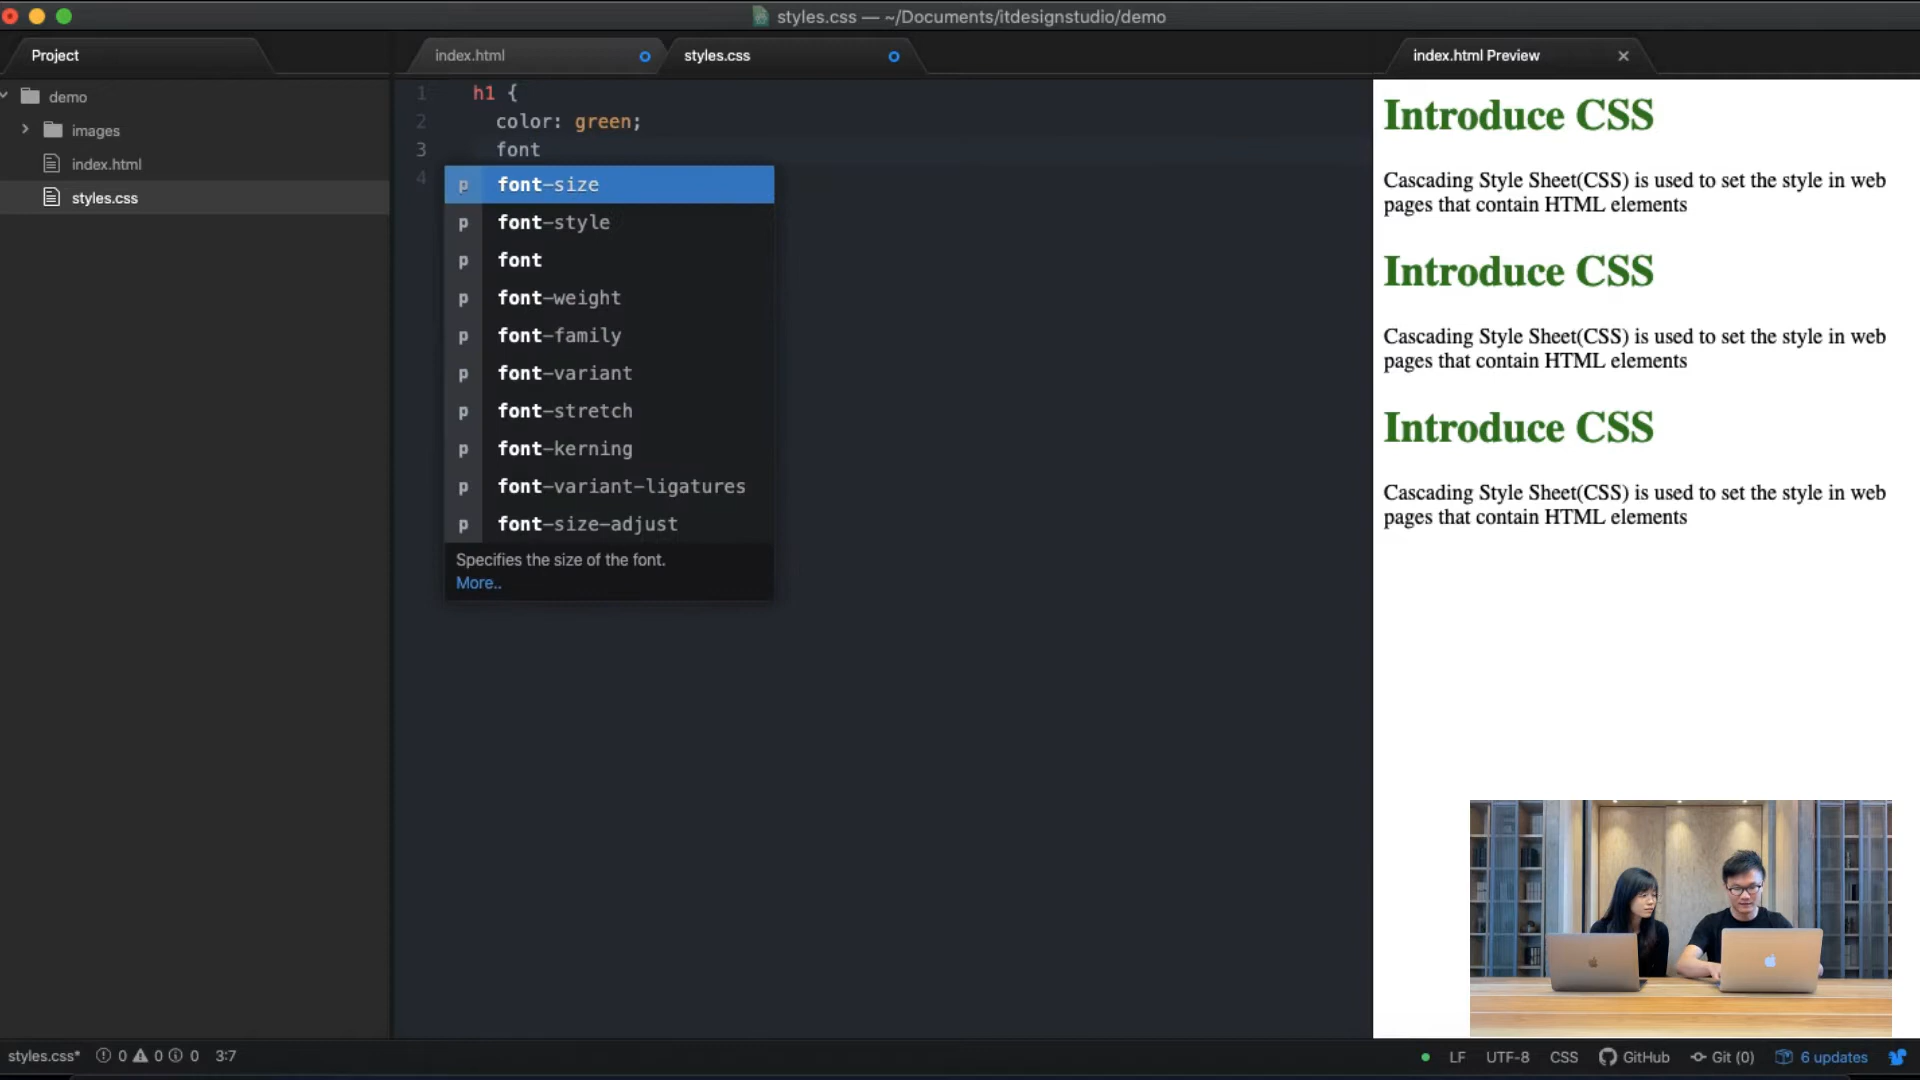 styles.css — ~/Documents/itdesignstudio/demo
Project
index.html
styles.css
index.html Preview
demo
images
index.html
styles.css
1 h1 {
2 color: green;
3 font
4
p font-size
p font-style
p font
p font-weight
p font-family
p font-variant
p font-stretch
p font-kerning
p font-variant-ligatures
p font-size-adjust
Specifies the size of the font.
More..
Introduce CSS
Cascading Style Sheet(CSS) is used to set the style in web
pages that contain HTML elements
Introduce CSS
Cascading Style Sheet(CSS) is used to set the style in web
pages that contain HTML elements
Introduce CSS
Cascading Style Sheet(CSS) is used to set the style in web
pages that contain HTML elements
styles.css* 0 0 0 3:7
LF UTF-8 CSS GitHub Git (0) 6 updates